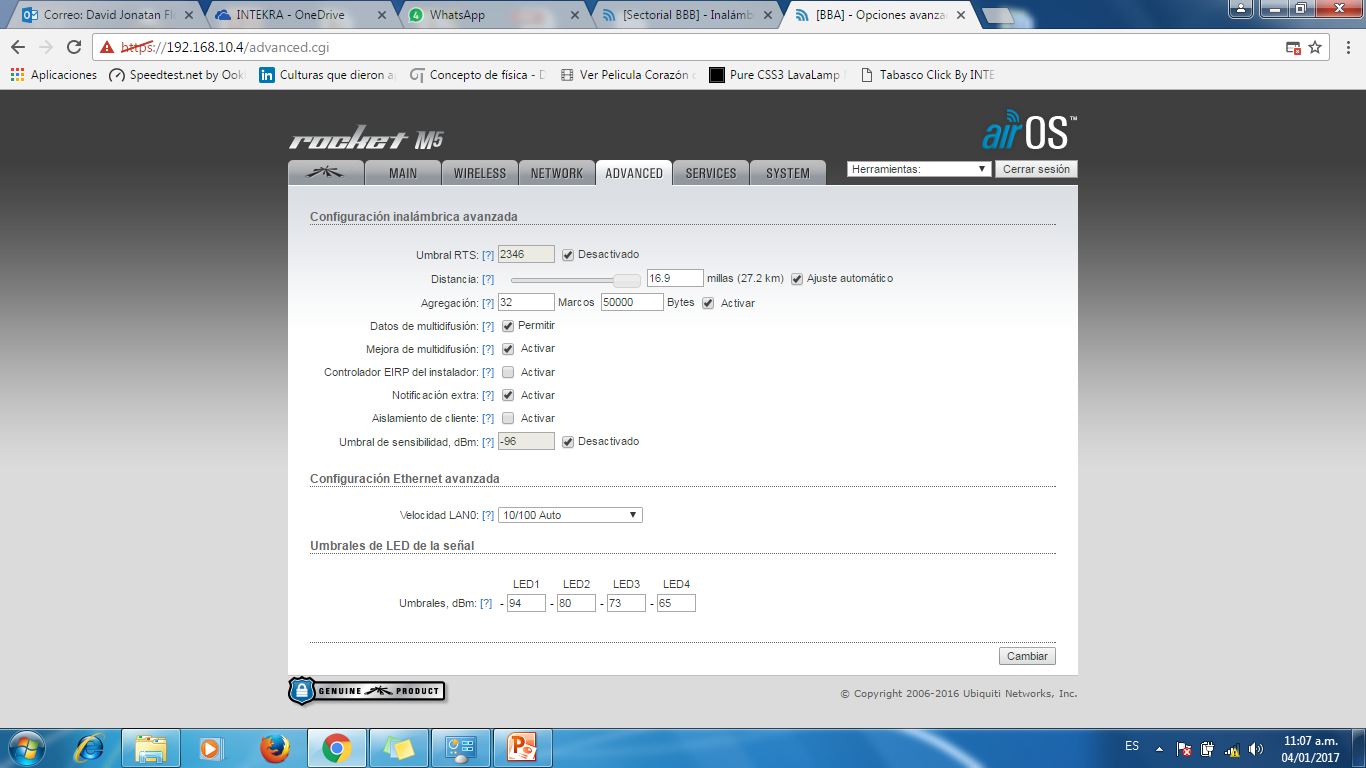 Correo: David Jonatan Fl
INTEKRA - OneDrive
WhatsApp
[Sectorial BBB] - Inalámb
[BBA] - Opciones avanza
https://192.168.10.4/advanced.cgi
Aplicaciones
Speedtest.net by Ookl
Culturas que dieron a
Concepto de física - D
Ver Pelicula Corazón
Pure CSS3 LavaLamp
Tabasco Click By INTE
rocket M5
airOS™
MAIN
WIRELESS
NETWORK
ADVANCED
SERVICES
SYSTEM
Herramientas:
Cerrar sesión
Configuración inalámbrica avanzada
Umbral RTS: [?] 2346 Desactivado
Distancia: [?] 16.9 millas (27.2 km) Ajuste automático
Agregación: [?] 32 Marcos 50000 Bytes Activar
Datos de multidifusión: [?] Permitir
Mejora de multidifusión: [?] Activar
Controlador EIRP del instalador: [?] Activar
Notificación extra: [?] Activar
Aislamiento de cliente: [?] Activar
Umbral de sensibilidad, dBm: [?] -96 Desactivado
Configuración Ethernet avanzada
Velocidad LAN0: [?] 10/100 Auto
Umbrales de LED de la señal
LED1 LED2 LED3 LED4
Umbrales, dBm: [?] - 94 - 80 - 73 - 65
Cambiar
GENUINE PRODUCT
© Copyright 2006-2016 Ubiquiti Networks, Inc.
ES
11:07 a.m.
04/01/2017